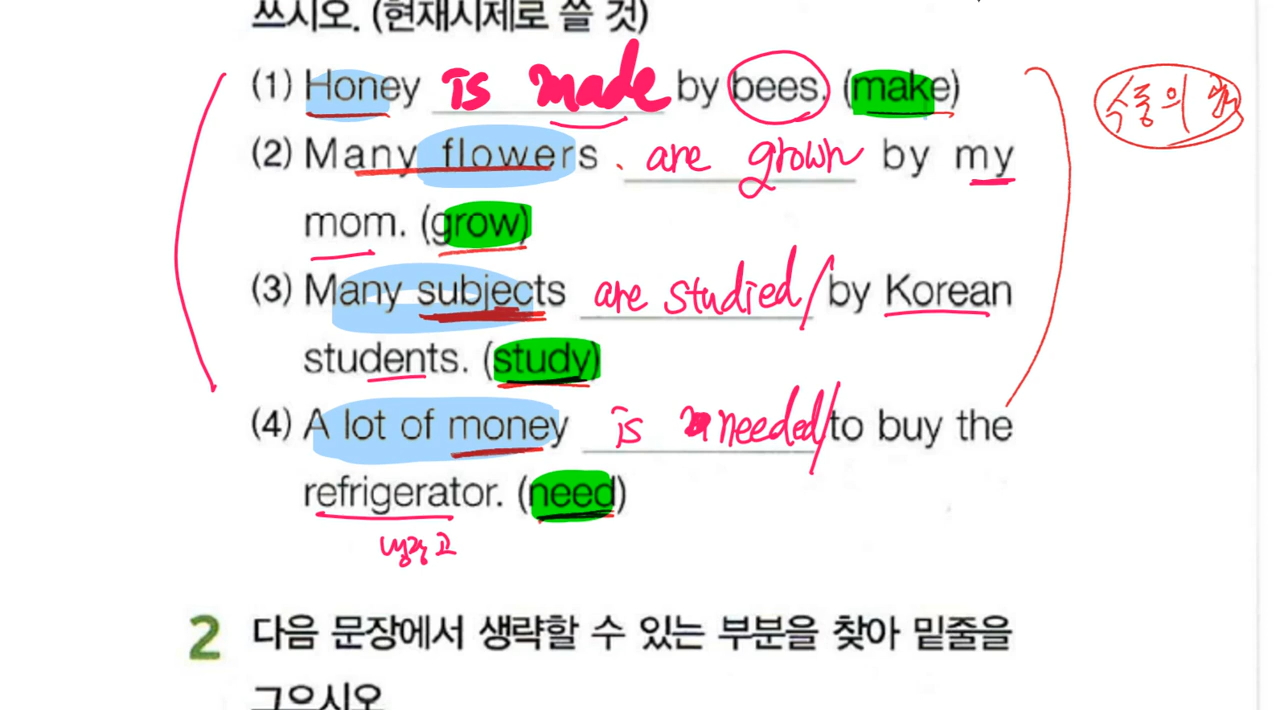 쓰시오. (현재시제로 쓸 것)
(1) Honey is made by bees. (make)
수동의
(2) Many flowers are grown by my
mom. (grow)
(3) Many subjects are studied by Korean
students. (study)
(4) A lot of money is needed to buy the
refrigerator. (need)
냉장고
2 다음 문장에서 생략할 수 있는 부분을 찾아 밑줄을
그으시오